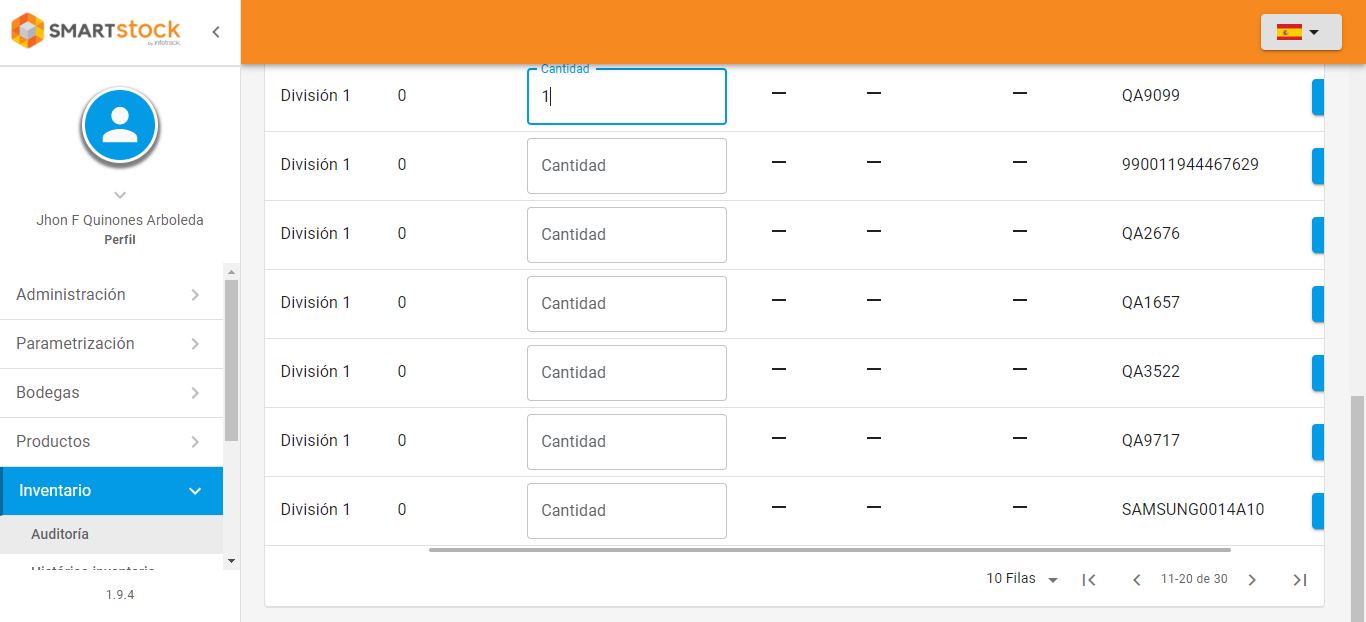 SMARTSTOCK
by infotrack.
Jhon F Quinones Arboleda
Perfil
Administración
Parametrización
Bodegas
Productos
Inventario
Auditoría
Histórico inventario
1.9.4
Cantidad
División 1 0 1 — — — QA9099
División 1 0 Cantidad — — — 990011944467629
División 1 0 Cantidad — — — QA2676
División 1 0 Cantidad — — — QA1657
División 1 0 Cantidad — — — QA3522
División 1 0 Cantidad — — — QA9717
División 1 0 Cantidad — — — SAMSUNG0014A10
10 Filas 11-20 de 30